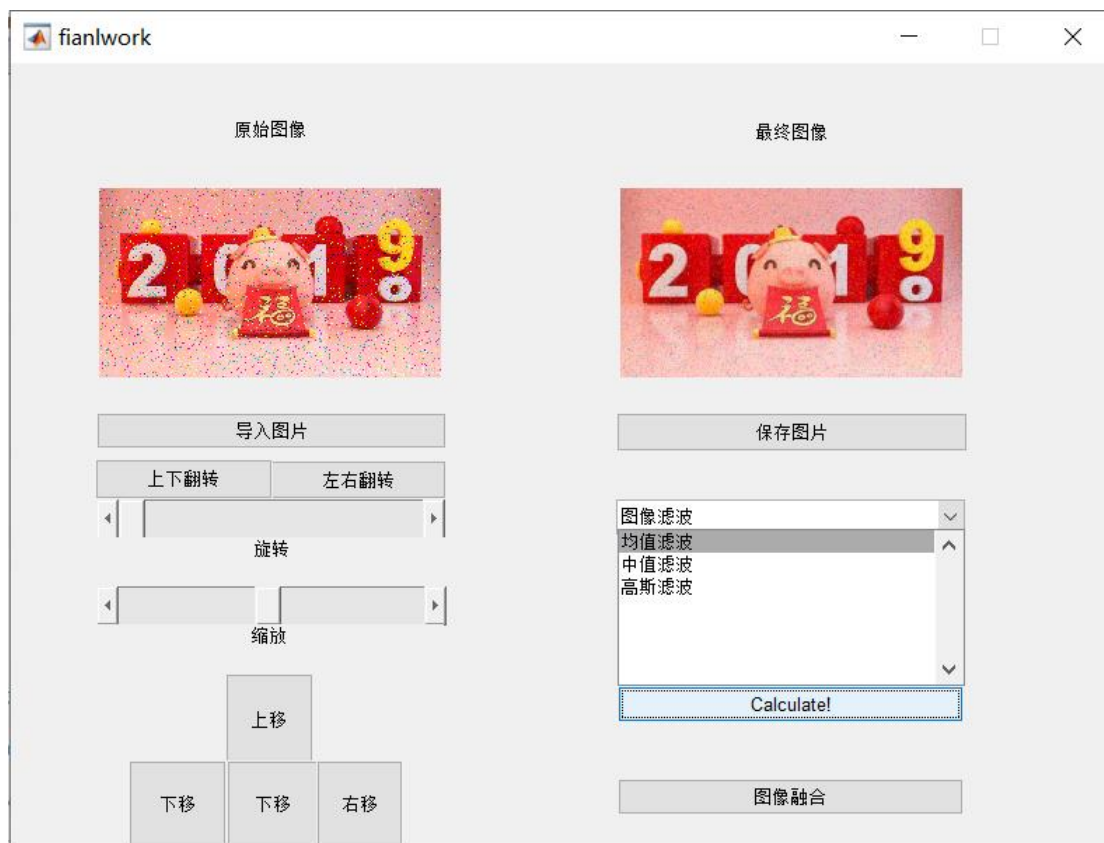 fianlwork
原始图像
最终图像
2019
0
福
2019
0
福
导入图片
保存图片
上下翻转
左右翻转
旋转
缩放
上移
下移
下移
右移
图像滤波
均值滤波
中值滤波
高斯滤波
Calculate!
图像融合